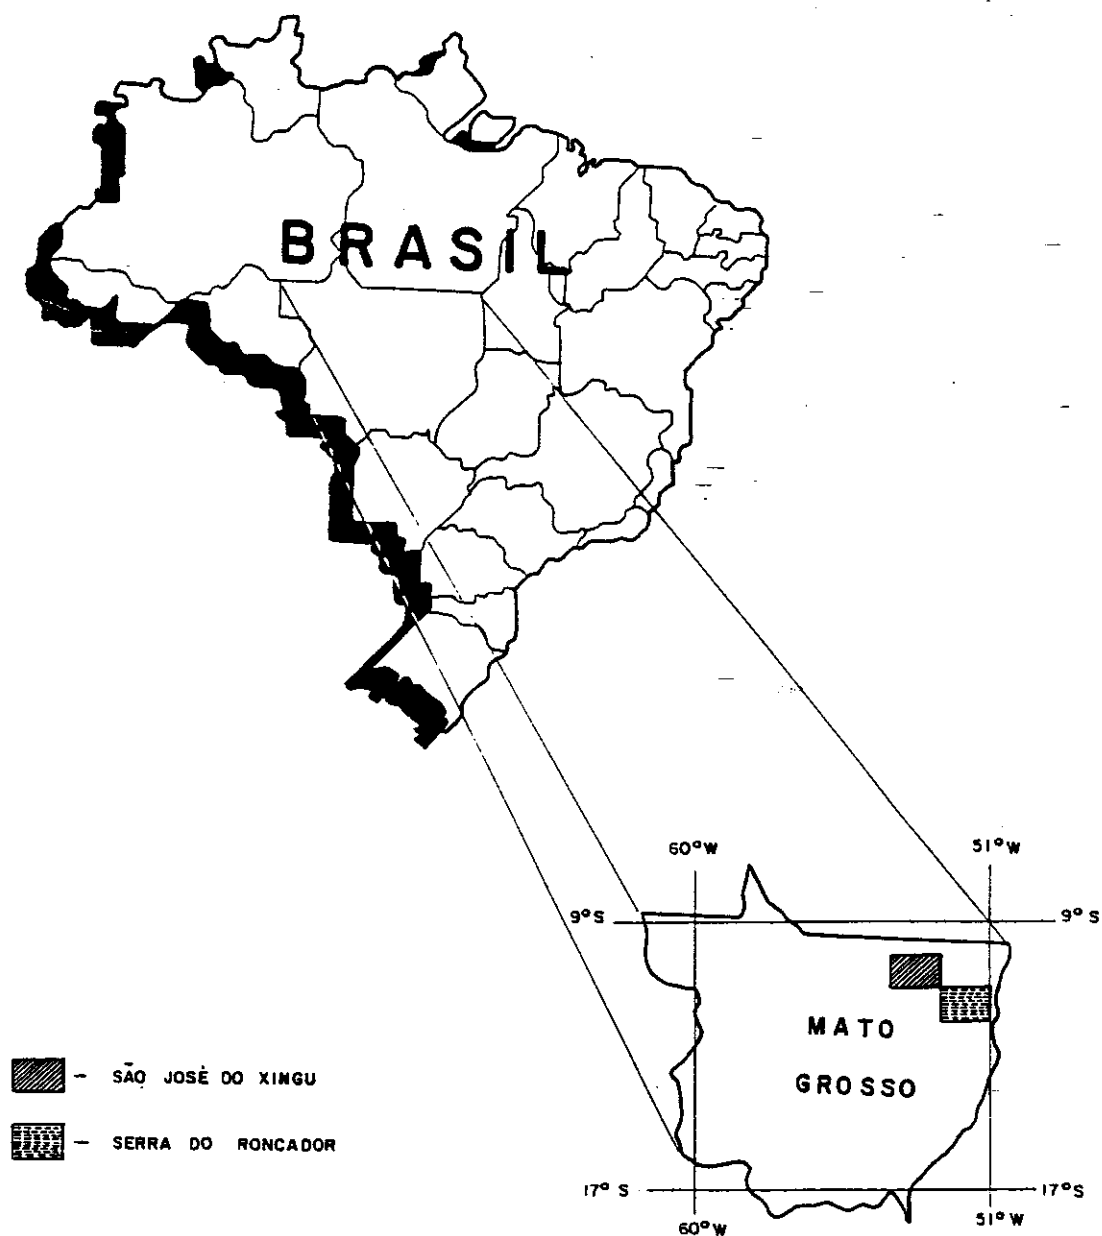 BRASIL
60°W
51°W
9°S
9°S
MATO
GROSSO
- SÃO JOSÉ DO XINGU
- SERRA DO RONCADOR
17° S
17°S
60°W
51°W